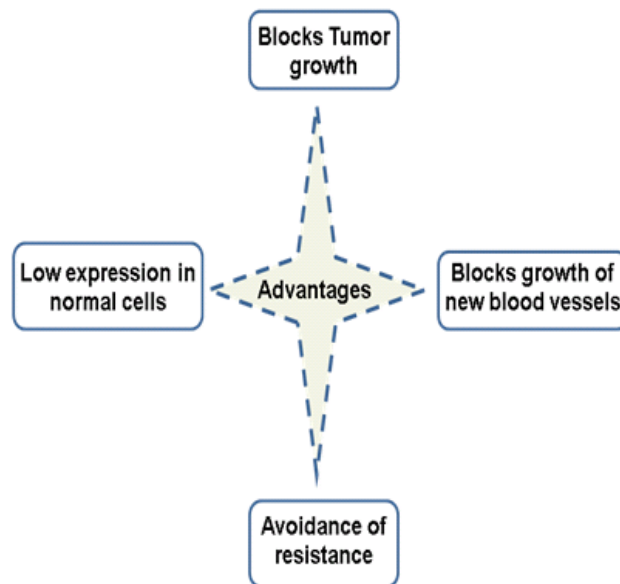 Blocks Tumor
growth
Low expression in
normal cells
Advantages
Blocks growth of
new blood vessels
Avoidance of
resistance